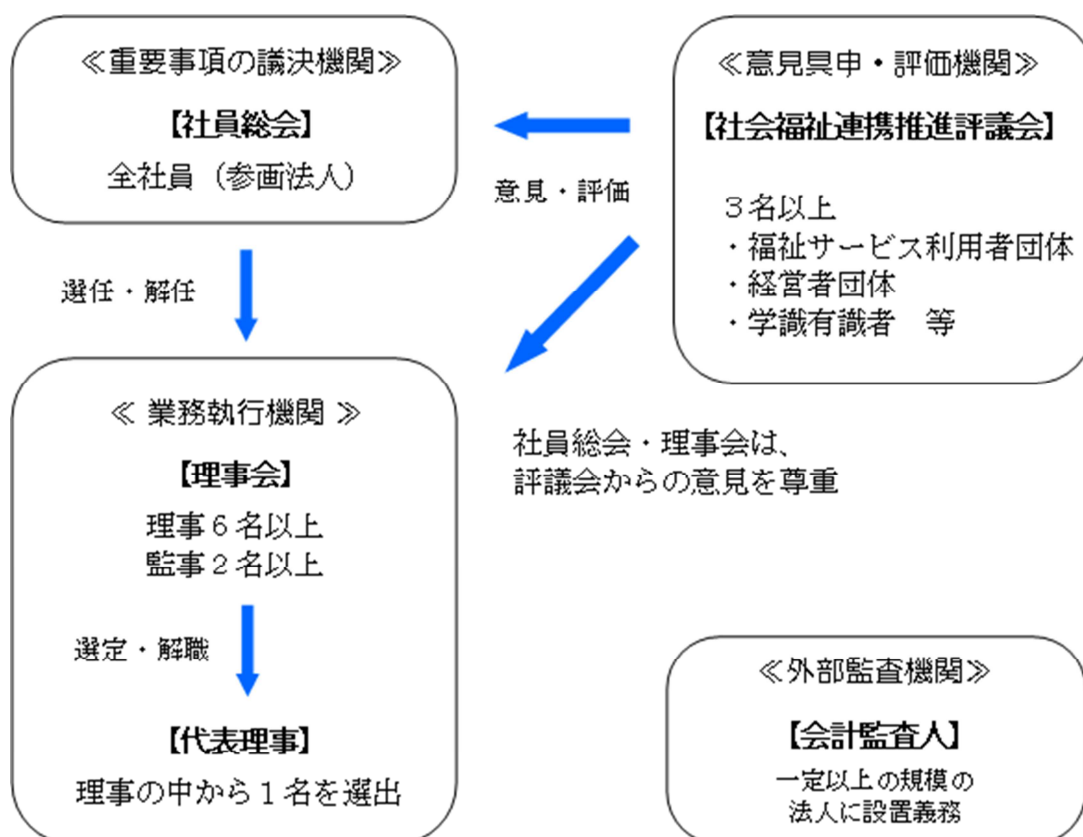 ≪重要事項の議決機関≫
【社員総会】
全社員（参画法人）
≪意見具申・評価機関≫
【社会福祉連携推進評議会】
３名以上
・福祉サービス利用者団体
・経営者団体
・学識有識者　等
意見・評価
選任・解任
≪ 業務執行機関 ≫
【理事会】
理事６名以上
監事２名以上
選定・解職
【代表理事】
理事の中から１名を選出
社員総会・理事会は、
評議会からの意見を尊重
≪外部監査機関≫
【会計監査人】
一定以上の規模の
法人に設置義務